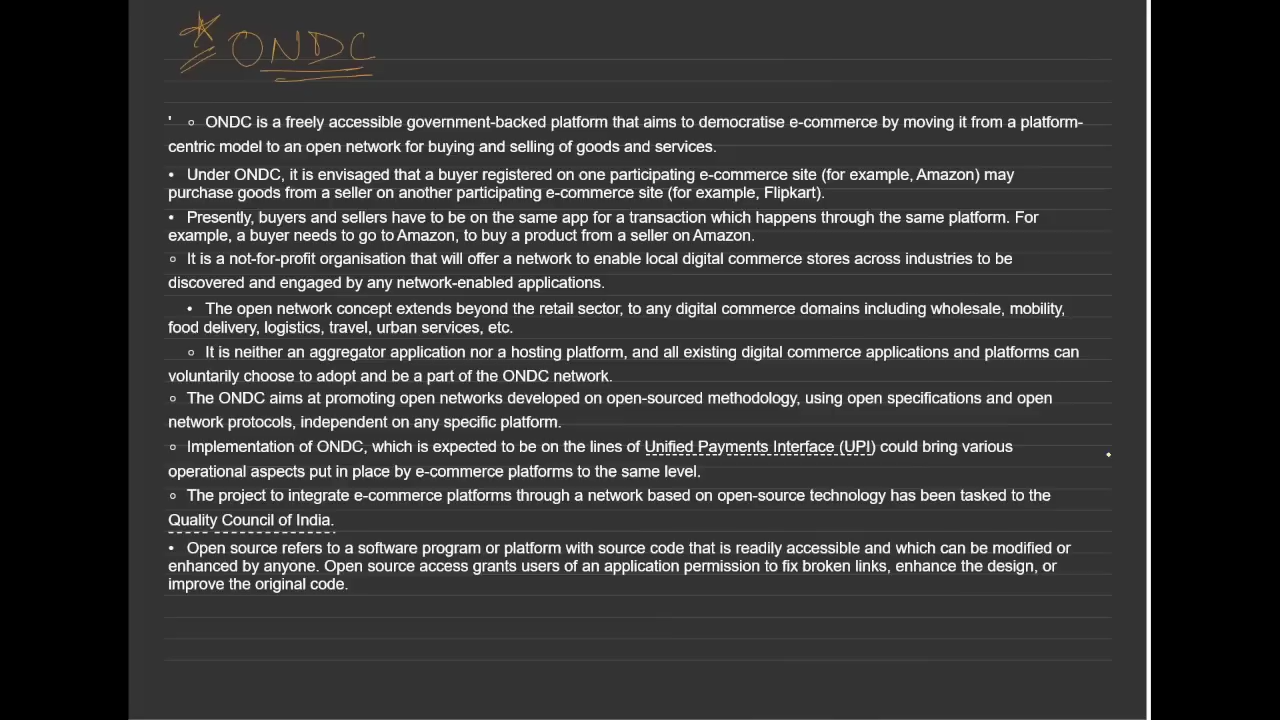 ONDC
' ∘ ONDC is a freely accessible government-backed platform that aims to democratise e-commerce by moving it from a platform-
centric model to an open network for buying and selling of goods and services.
• Under ONDC, it is envisaged that a buyer registered on one participating e-commerce site (for example, Amazon) may
purchase goods from a seller on another participating e-commerce site (for example, Flipkart).
• Presently, buyers and sellers have to be on the same app for a transaction which happens through the same platform. For
example, a buyer needs to go to Amazon, to buy a product from a seller on Amazon.
∘ It is a not-for-profit organisation that will offer a network to enable local digital commerce stores across industries to be
discovered and engaged by any network-enabled applications.
• The open network concept extends beyond the retail sector, to any digital commerce domains including wholesale, mobility,
food delivery, logistics, travel, urban services, etc.
∘ It is neither an aggregator application nor a hosting platform, and all existing digital commerce applications and platforms can
voluntarily choose to adopt and be a part of the ONDC network.
∘ The ONDC aims at promoting open networks developed on open-sourced methodology, using open specifications and open
network protocols, independent on any specific platform.
∘ Implementation of ONDC, which is expected to be on the lines of Unified Payments Interface (UPI) could bring various
operational aspects put in place by e-commerce platforms to the same level.
∘ The project to integrate e-commerce platforms through a network based on open-source technology has been tasked to the
Quality Council of India.
• Open source refers to a software program or platform with source code that is readily accessible and which can be modified or
enhanced by anyone. Open source access grants users of an application permission to fix broken links, enhance the design, or
improve the original code.